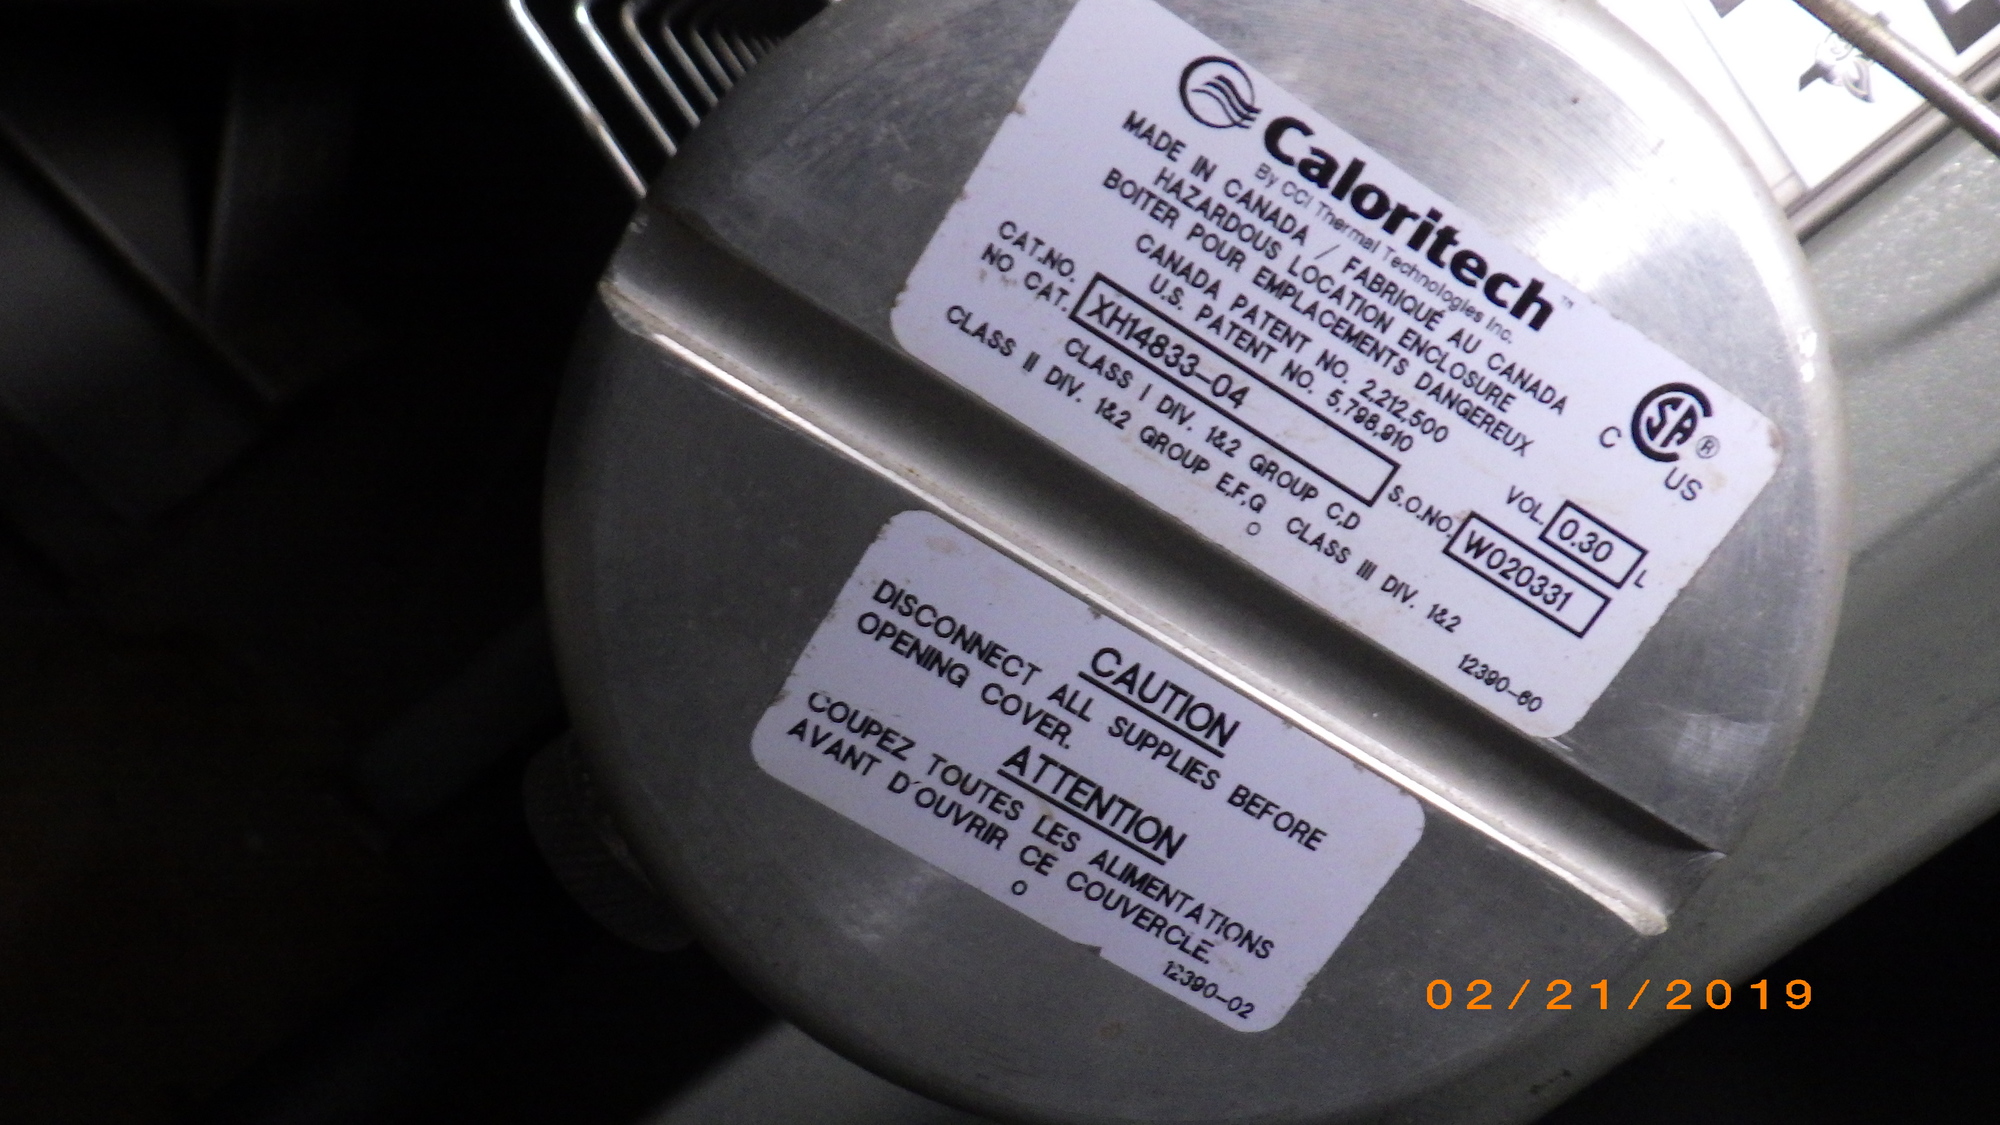 Caloritech™
By CCI Thermal Technologies Inc.
MADE IN CANADA / FABRIQUÉ AU CANADA
HAZARDOUS LOCATION ENCLOSURE
BOITER POUR EMPLACEMENTS DANGEREUX
CANADA PATENT NO. 2,212,500
U.S. PATENT NO. 5,798,910
C SA® US
CAT.NO.
NO. CAT. XH14833-04
VOL. 0.30 L
S.O.NO. W020331
CLASS I DIV. 1&2 GROUP C,D
CLASS II DIV. 1&2 GROUP E,F,G CLASS III DIV. 1&2
12390-60
CAUTION
DISCONNECT ALL SUPPLIES BEFORE
OPENING COVER.
ATTENTION
COUPEZ TOUTES LES ALIMENTATIONS
AVANT D'OUVRIR CE COUVERCLE.
12390-02
02/21/2019